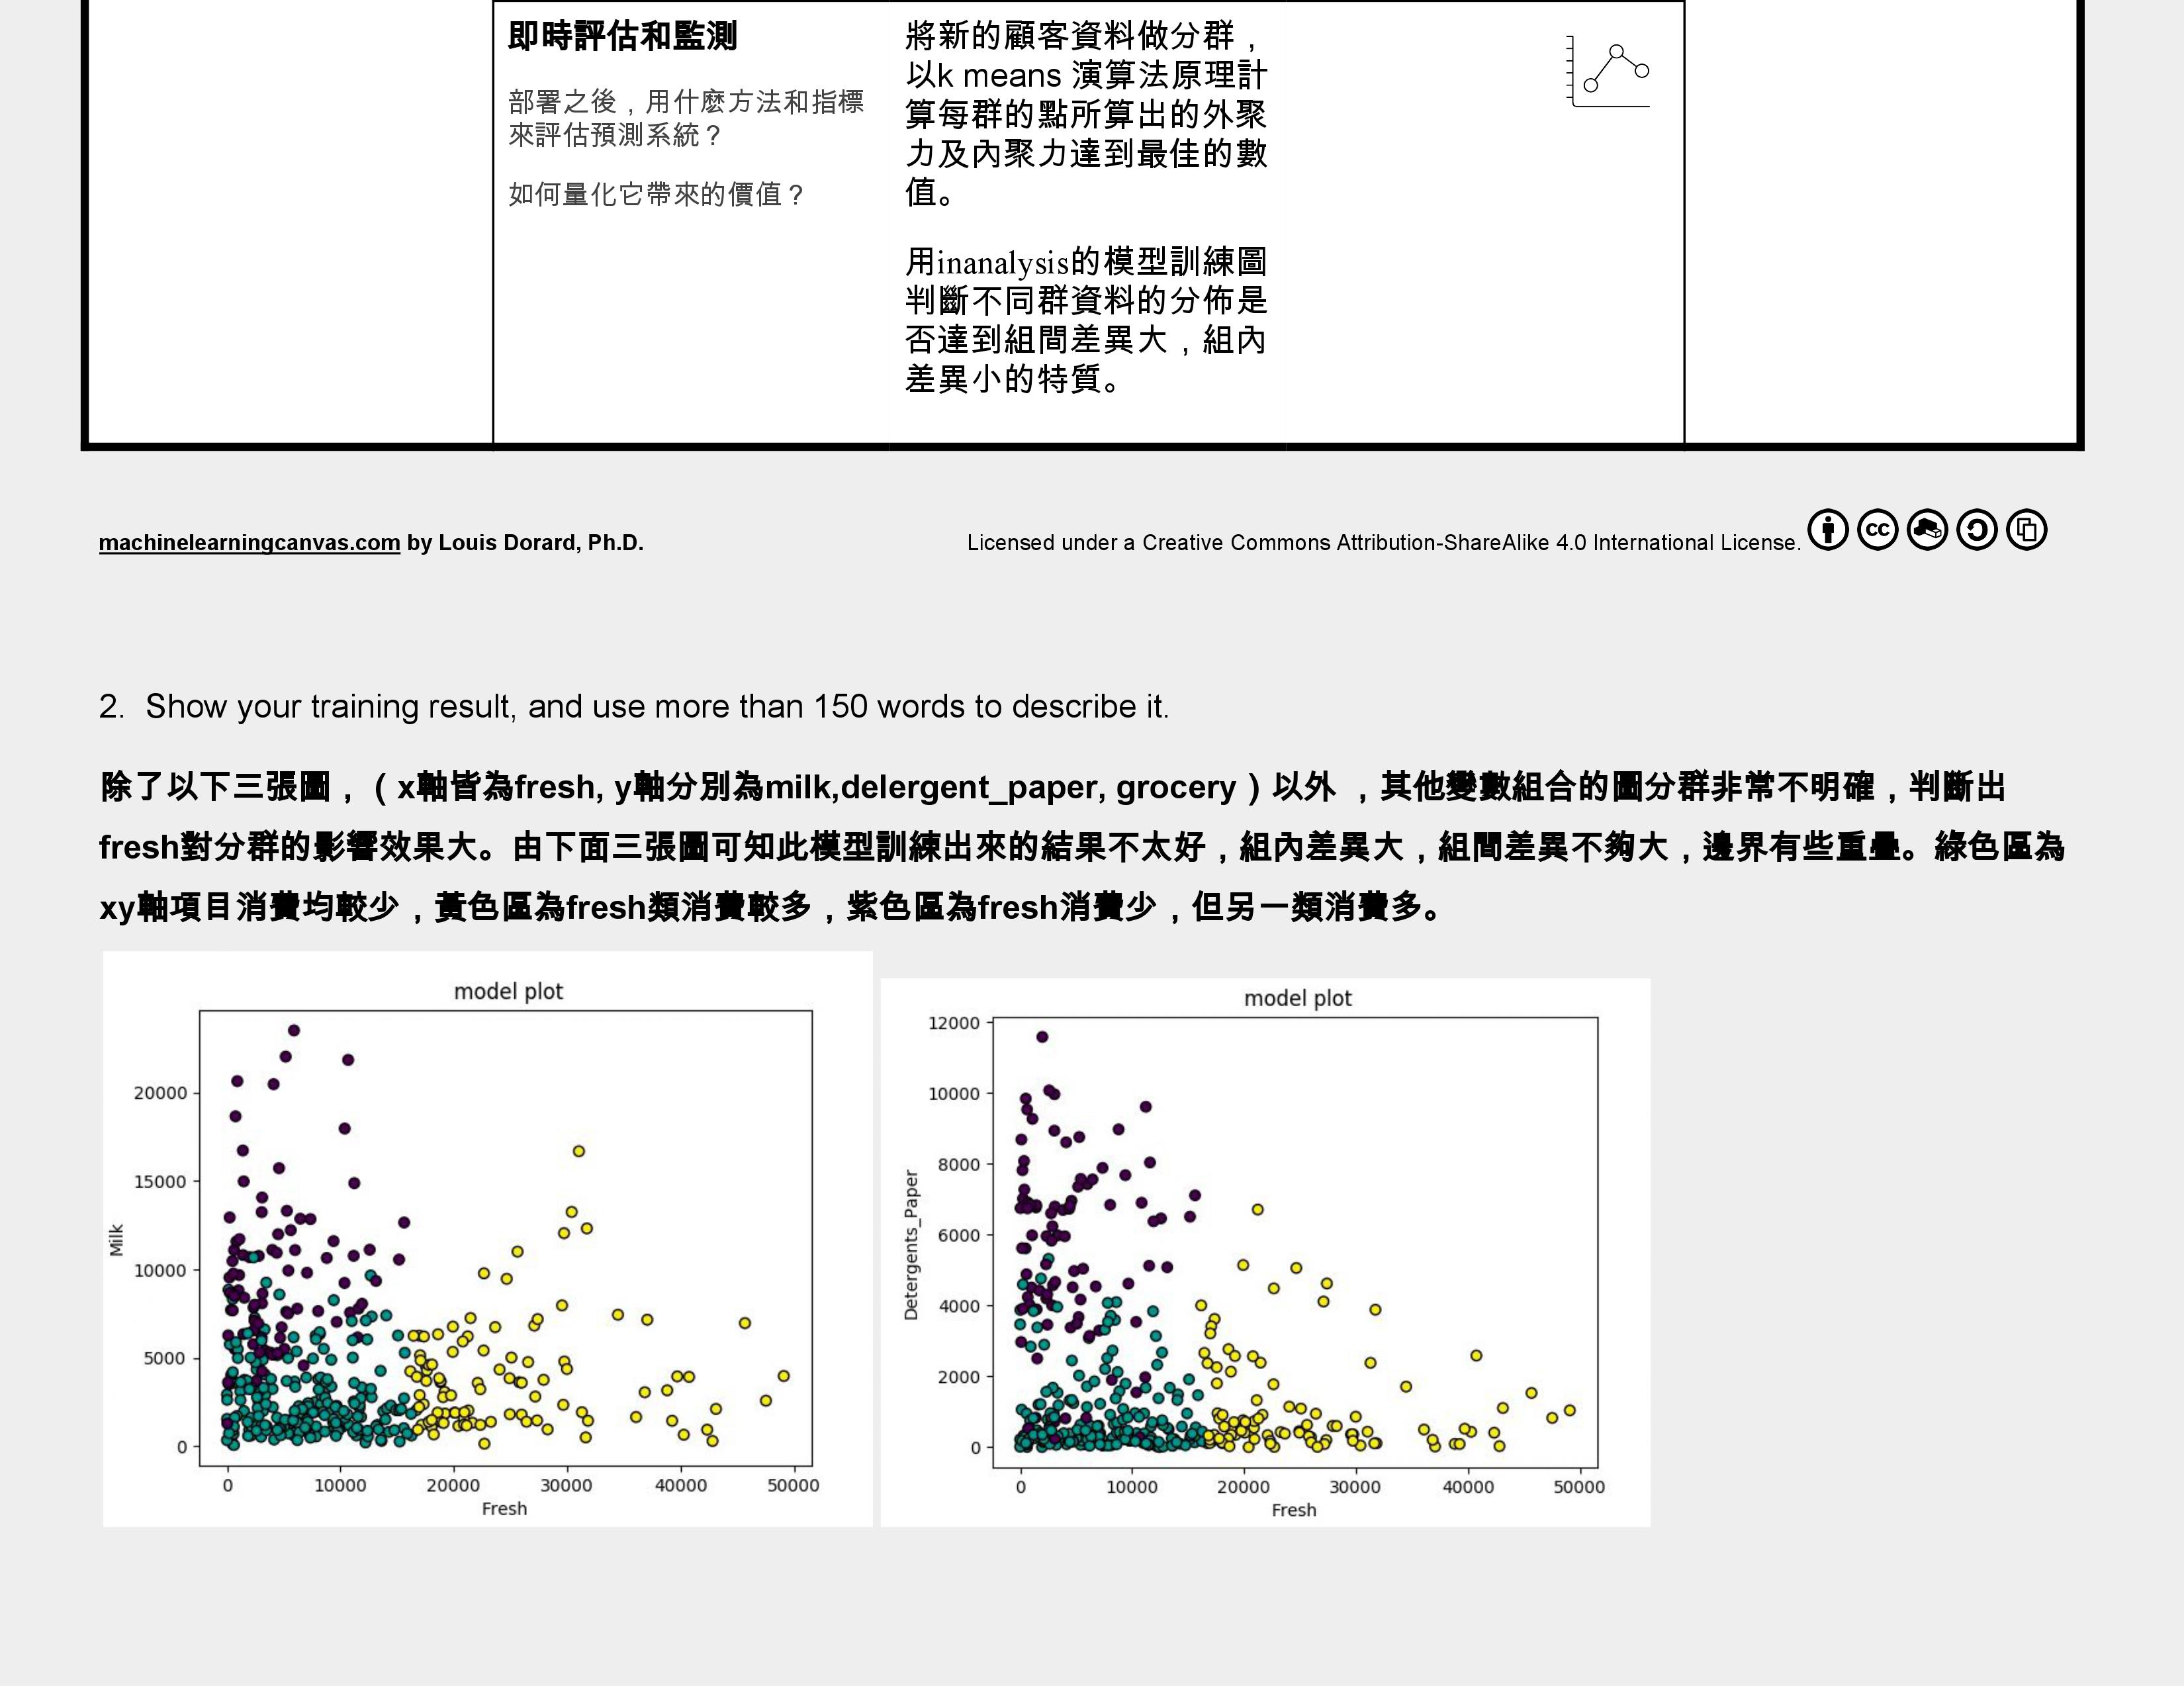 即時評估和監測
部署之後，用什麼方法和指標
來評估預測系統？
如何量化它帶來的價值？
將新的顧客資料做分群，
以k means 演算法原理計
算每群的點所算出的外聚
力及內聚力達到最佳的數
值。
用inanalysis的模型訓練圖
判斷不同群資料的分佈是
否達到組間差異大，組內
差異小的特質。
machinelearningcanvas.com by Louis Dorard, Ph.D.
Licensed under a Creative Commons Attribution-ShareAlike 4.0 International License.
cc
2. Show your training result, and use more than 150 words to describe it.
除了以下三張圖，（x軸皆為fresh, y軸分別為milk,delergent_paper, grocery）以外 ，其他變數組合的圖分群非常不明確，判斷出
fresh對分群的影響效果大。由下面三張圖可知此模型訓練出來的結果不太好，組內差異大，組間差異不夠大，邊界有些重疊。綠色區為
xy軸項目消費均較少，黃色區為fresh類消費較多，紫色區為fresh消費少，但另一類消費多。
model plot
20000
15000
10000
5000
0
Milk
0 10000 20000 30000 40000 50000
Fresh
model plot
12000
10000
8000
6000
4000
2000
0
Detergents_Paper
0 10000 20000 30000 40000 50000
Fresh